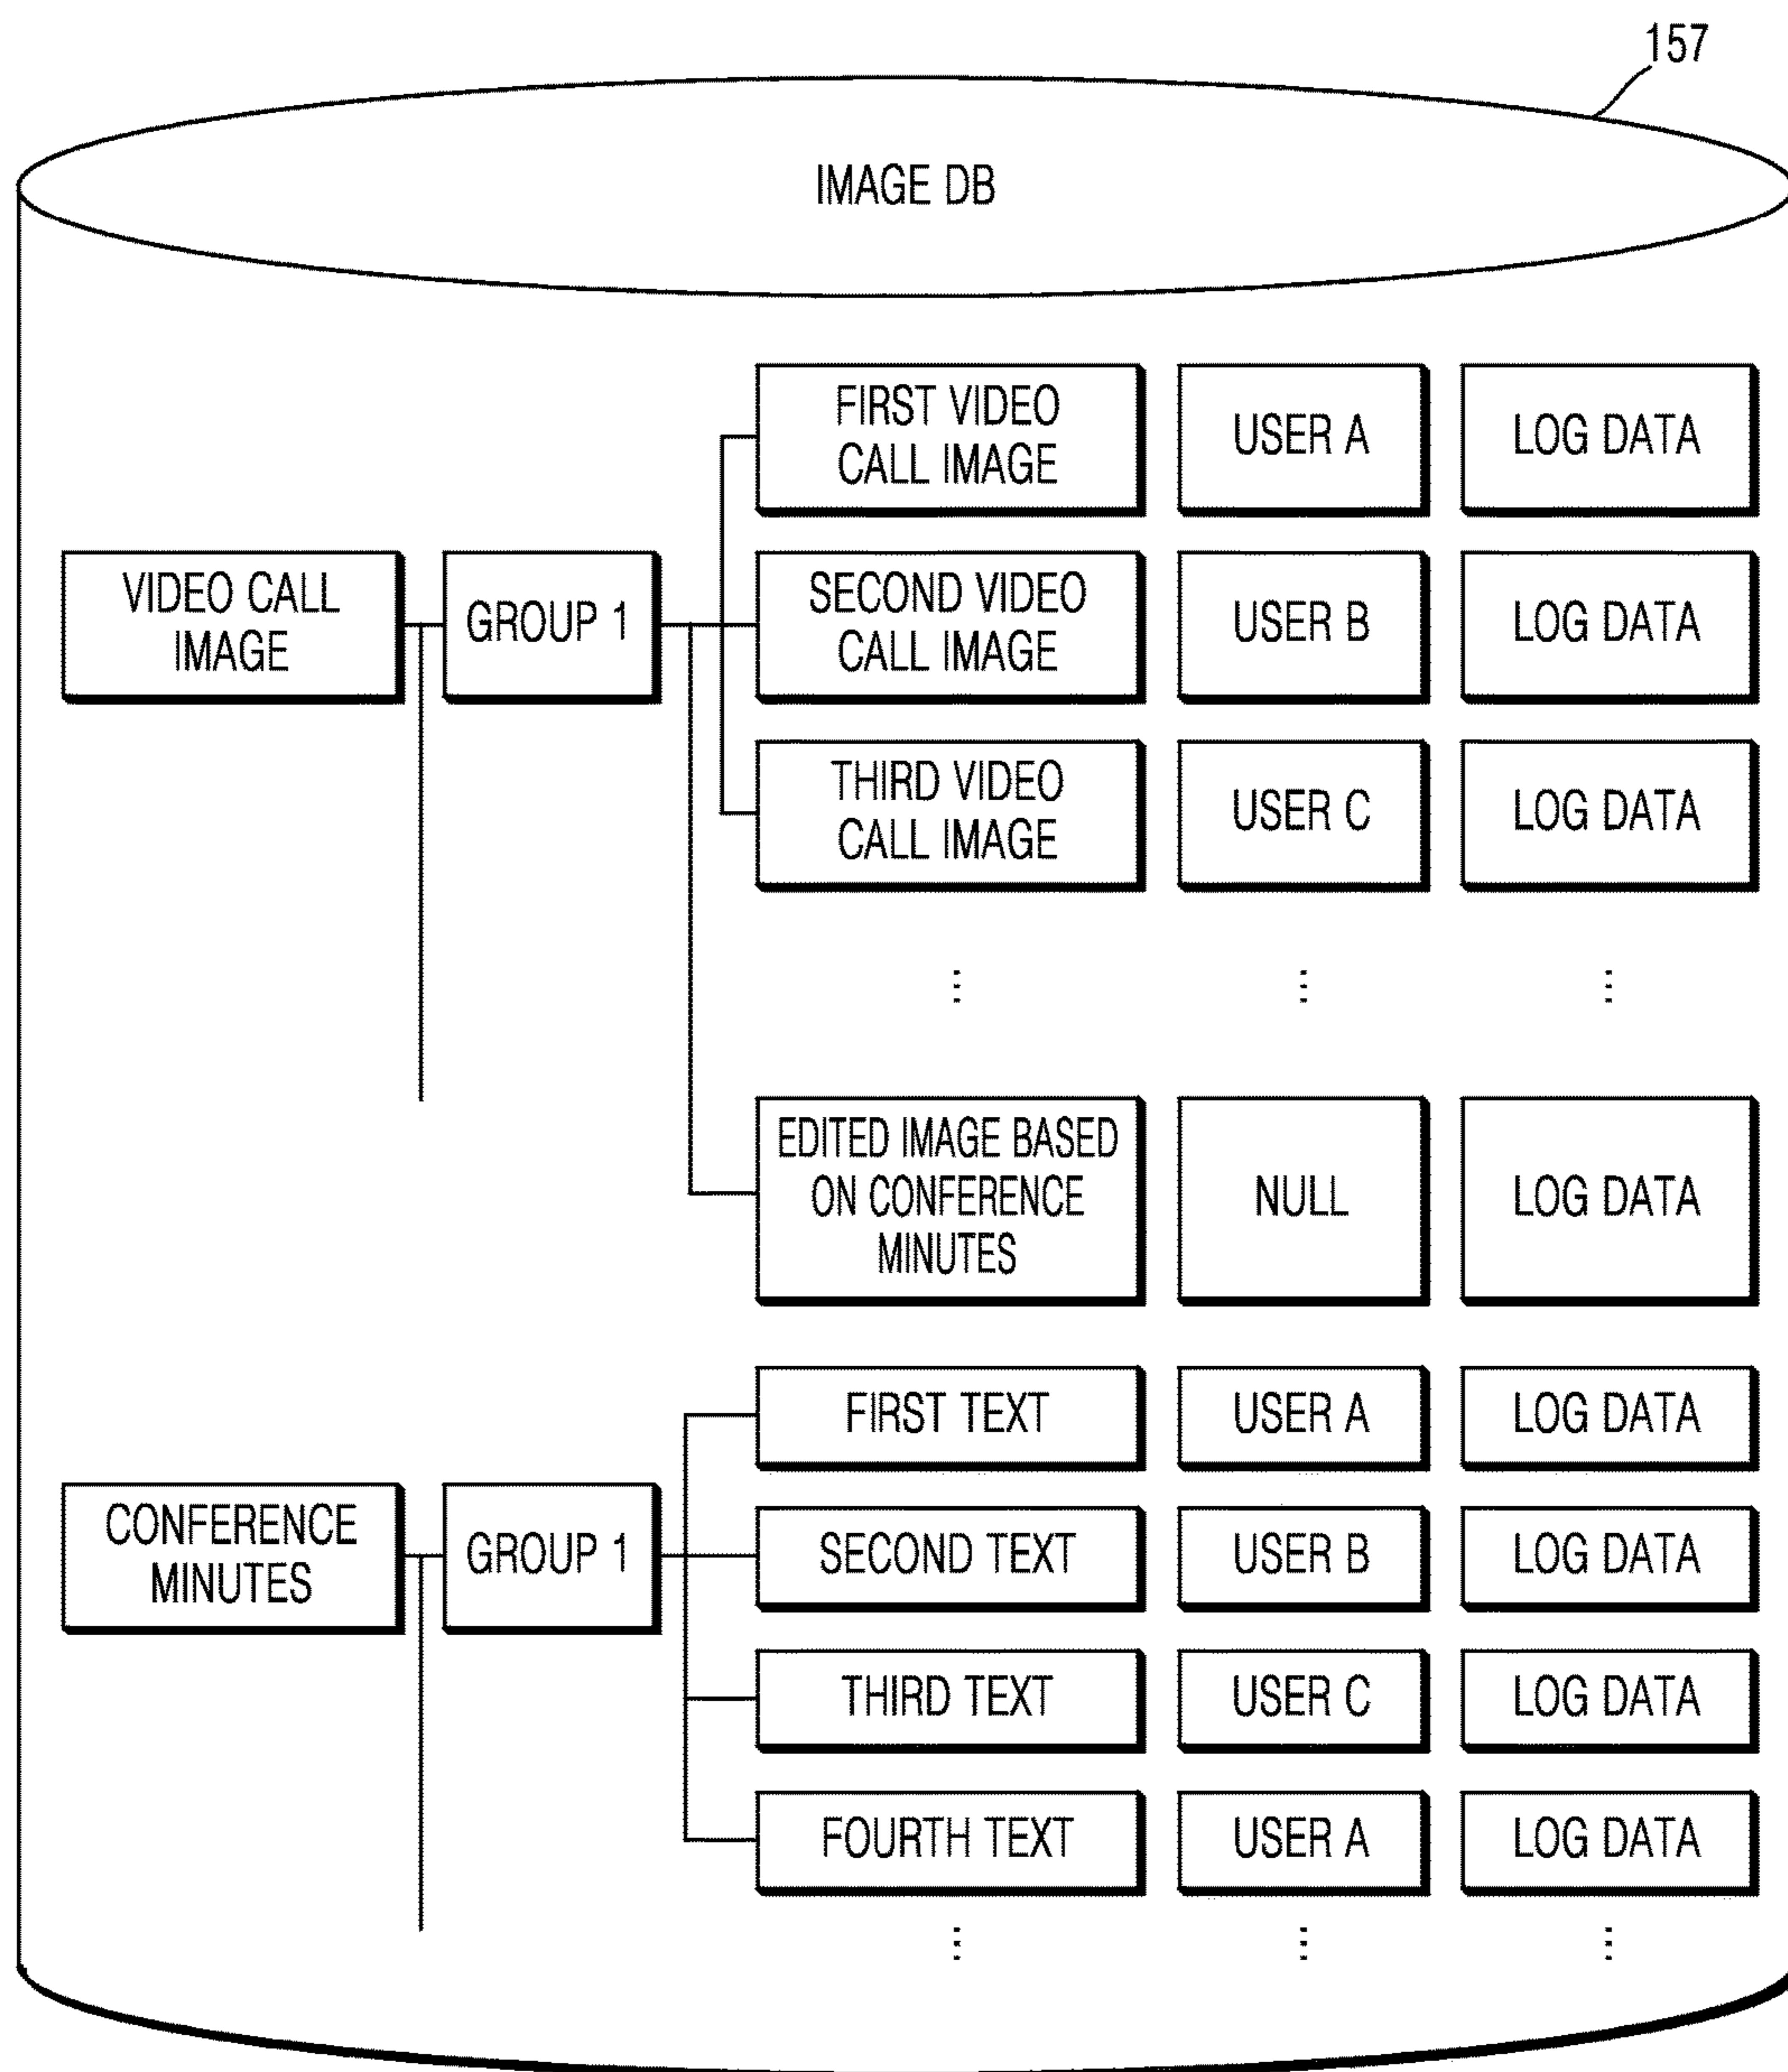 157
IMAGE DB
FIRST VIDEO
CALL IMAGE
USER A
LOG DATA
VIDEO CALL
IMAGE
GROUP 1
SECOND VIDEO
CALL IMAGE
USER B
LOG DATA
THIRD VIDEO
CALL IMAGE
USER C
LOG DATA
⋮
⋮
⋮
EDITED IMAGE BASED
ON CONFERENCE
MINUTES
NULL
LOG DATA
FIRST TEXT
USER A
LOG DATA
CONFERENCE
MINUTES
GROUP 1
SECOND TEXT
USER B
LOG DATA
THIRD TEXT
USER C
LOG DATA
FOURTH TEXT
USER A
LOG DATA
⋮
⋮
⋮